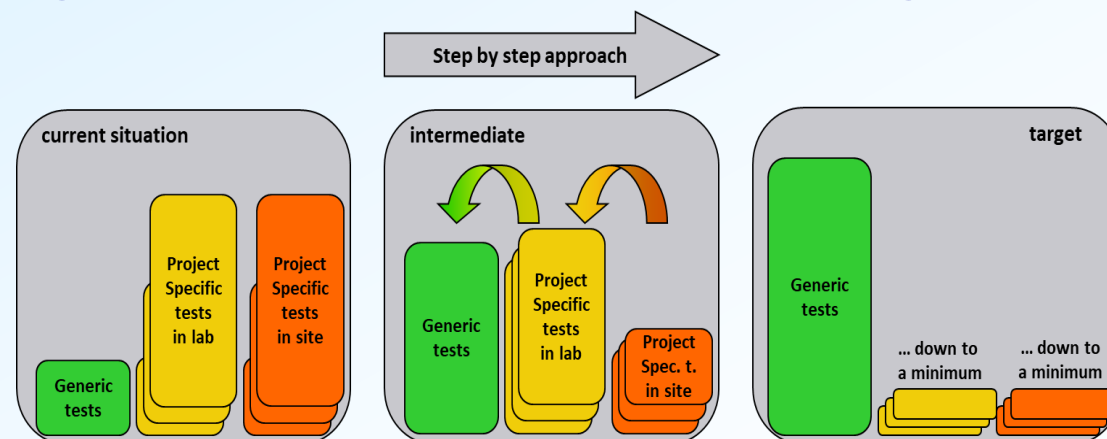 Step by step approach
current situation
Generic
tests
Project
Specific
tests
in lab
Project
Specific
tests
in site
intermediate
Generic
tests
Project
Specific
tests
in lab
Project
Spec. t.
in site
target
Generic
tests
... down to
a minimum
... down to
a minimum